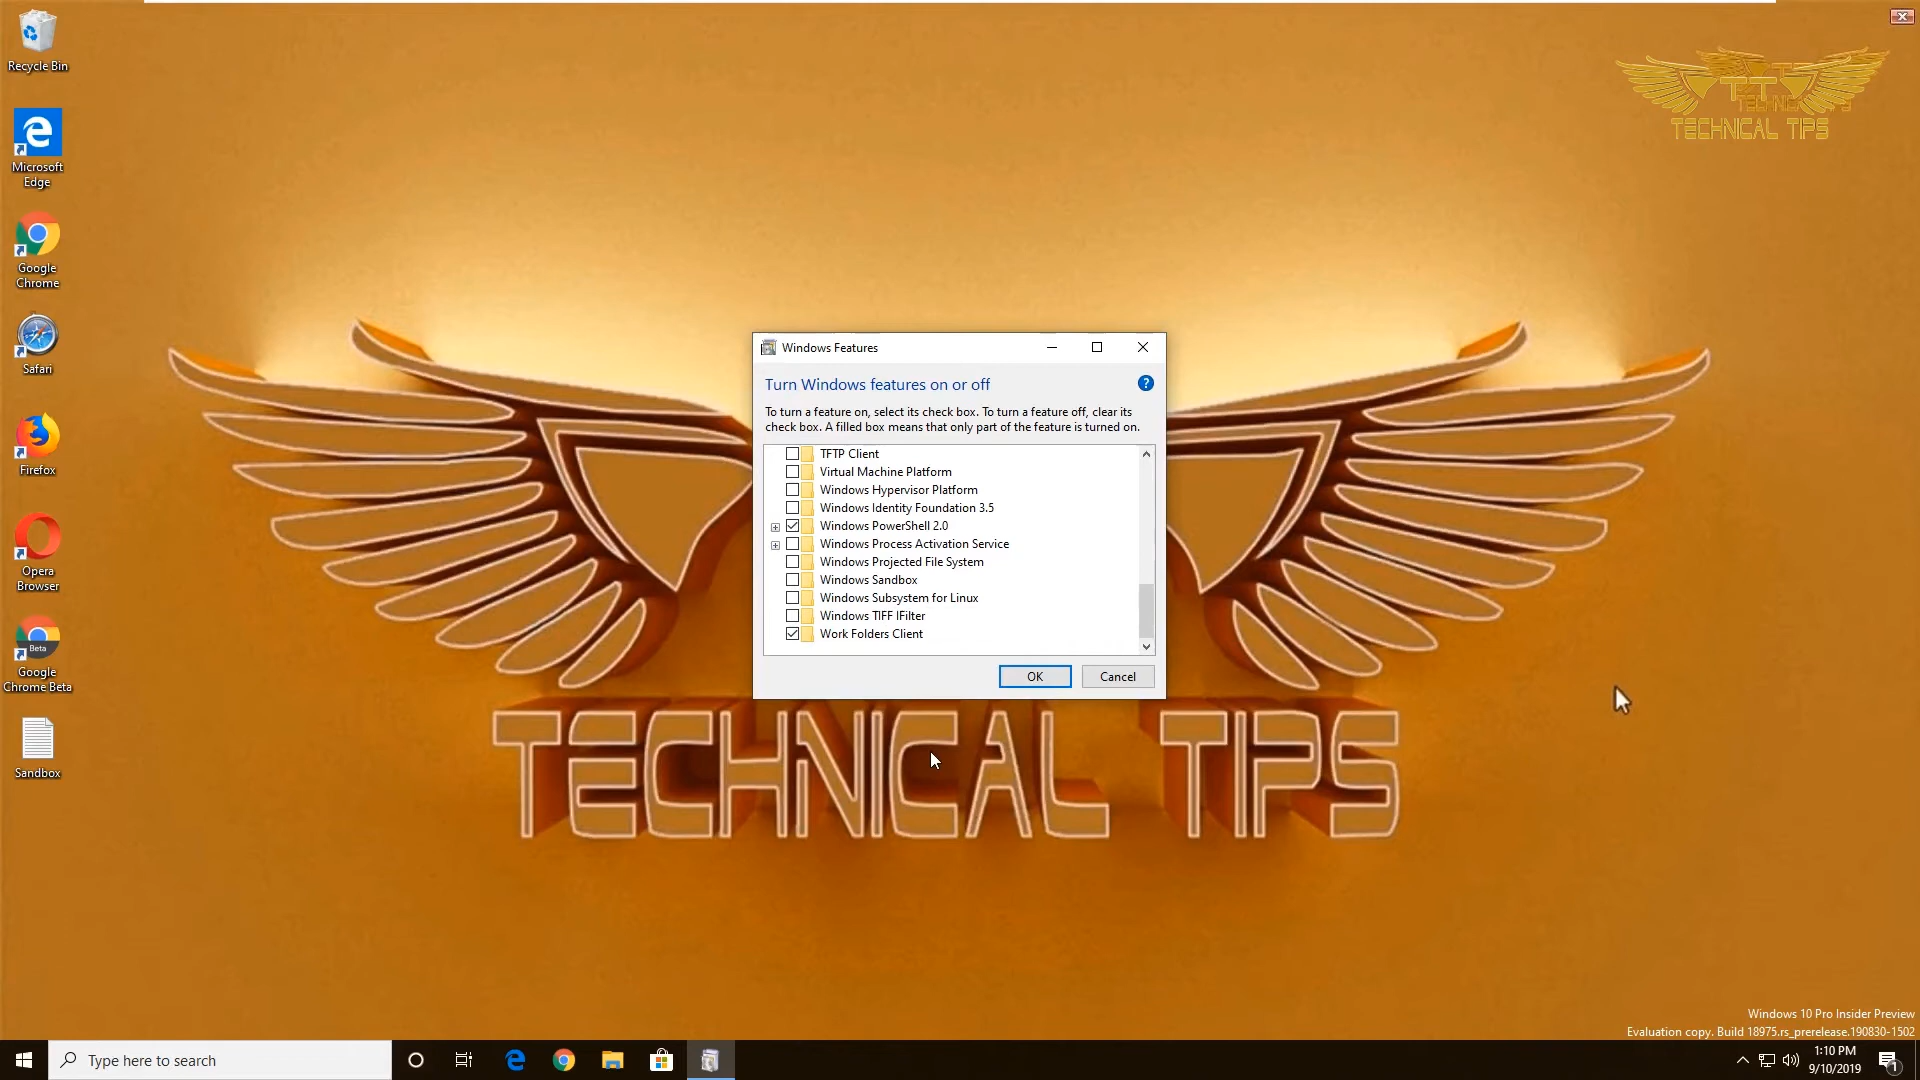 Recycle Bin
Microsoft
Edge
Google
Chrome
Safari
Firefox
Opera
Browser
Beta
Google
Chrome Beta
Sandbox
TECHNICAL TIPS
Windows Features
Turn Windows features on or off
?
To turn a feature on, select its check box. To turn a feature off, clear its
check box. A filled box means that only part of the feature is turned on.
TFTP Client
Virtual Machine Platform
Windows Hypervisor Platform
Windows Identity Foundation 3.5
Windows PowerShell 2.0
Windows Process Activation Service
Windows Projected File System
Windows Sandbox
Windows Subsystem for Linux
Windows TIFF IFilter
Work Folders Client
OK
Cancel
TECHNICAL TIPS
Windows 10 Pro Insider Preview
Evaluation copy. Build 18975.rs_prerelease.190830-1502
Type here to search
1:10 PM
9/10/2019
1